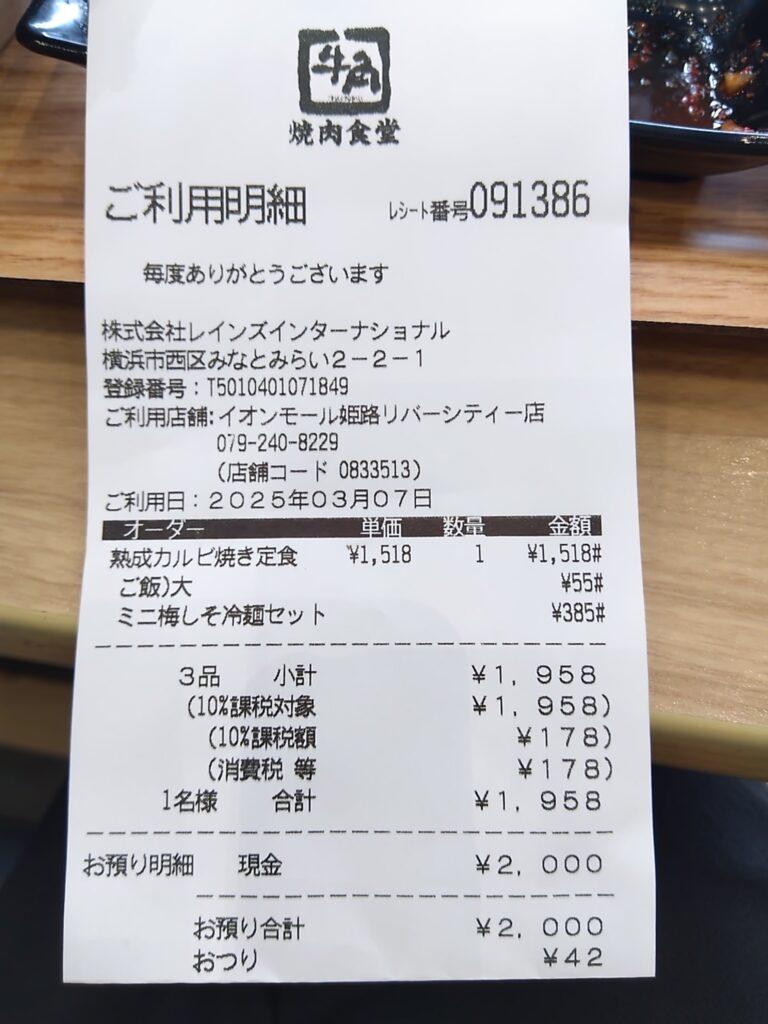 牛角
焼肉食堂
ご利用明細 レシート番号091386
毎度ありがとうございます
株式会社レインズインターナショナル
横浜市西区みなとみらい2-2-1
登録番号:T5010401071849
ご利用店舗:イオンモール姫路リバーシティー店
079-240-8229
(店舗コード 0833513)
ご利用日:2025年03月07日
オーダー 単価 数量 金額
熟成カルビ焼き定食 ¥1,518 1 ¥1,518#
ご飯)大 ¥55#
ミニ梅しそ冷麺セット ¥385#
3品 小計 ¥1,958
(10%課税対象 ¥1,958)
(10%課税額 ¥178)
(消費税 等 ¥178)
1名様 合計 ¥1,958
お預り明細 現金 ¥2,000
お預り合計 ¥2,000
おつり ¥42